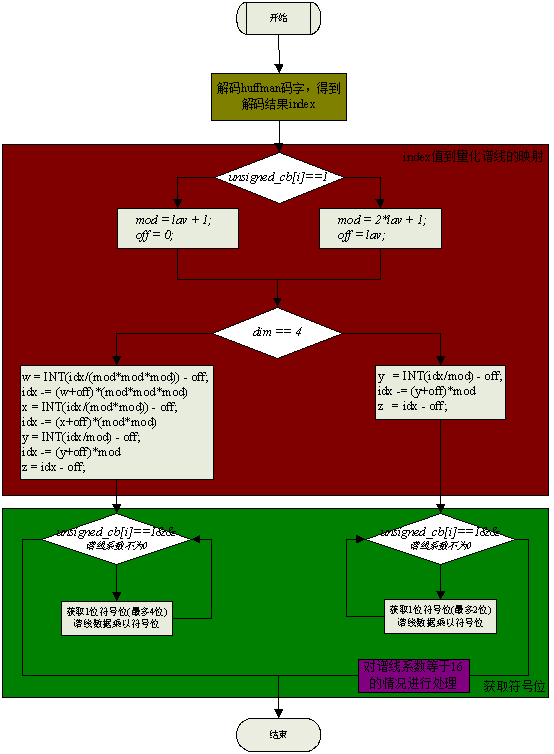 开始
解码huffman码字，得到
解码结果index
index值到量化谱线的映射
unsigned_cb[i]==1
mod = lav + 1;
off = 0;
mod = 2*lav + 1;
off = lav;
dim == 4
w = INT(idx/(mod*mod*mod)) - off;
idx -= (w+off)*(mod*mod*mod)
x = INT(idx/(mod*mod)) - off;
idx -= (x+off)*(mod*mod)
y = INT(idx/mod) - off;
idx -= (y+off)*mod
z = idx - off;
y = INT(idx/mod) - off;
idx -= (y+off)*mod
z = idx - off;
unsigned_cb[i]==1&&
谱线系数不为0
unsigned_cb[i]==1&&
谱线系数不为0
获取1位符号位(最多4位)
谱线数据乘以符号位
获取1位符号位(最多2位)
谱线数据乘以符号位
对谱线系数等于16
的情况进行处理
获取符号位
结束